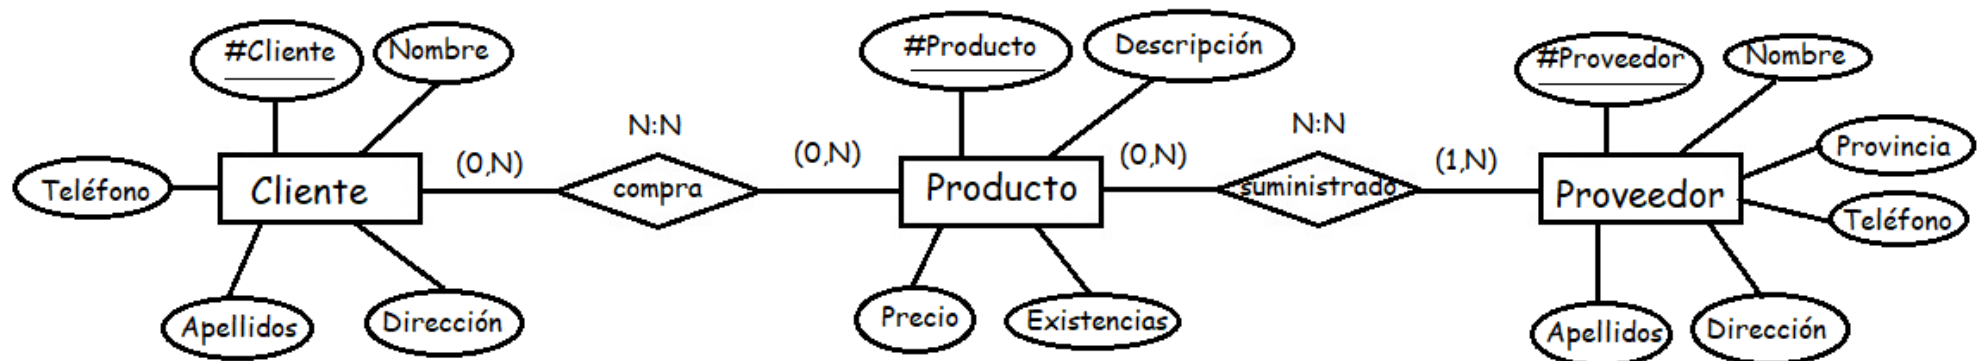 #Cliente
Nombre
Teléfono
Cliente
Apellidos
Dirección
(0,N)
N:N
compra
(0,N)
#Producto
Descripción
Producto
Precio
Existencias
(0,N)
N:N
suministrado
(1,N)
#Proveedor
Nombre
Provincia
Proveedor
Teléfono
Apellidos
Dirección